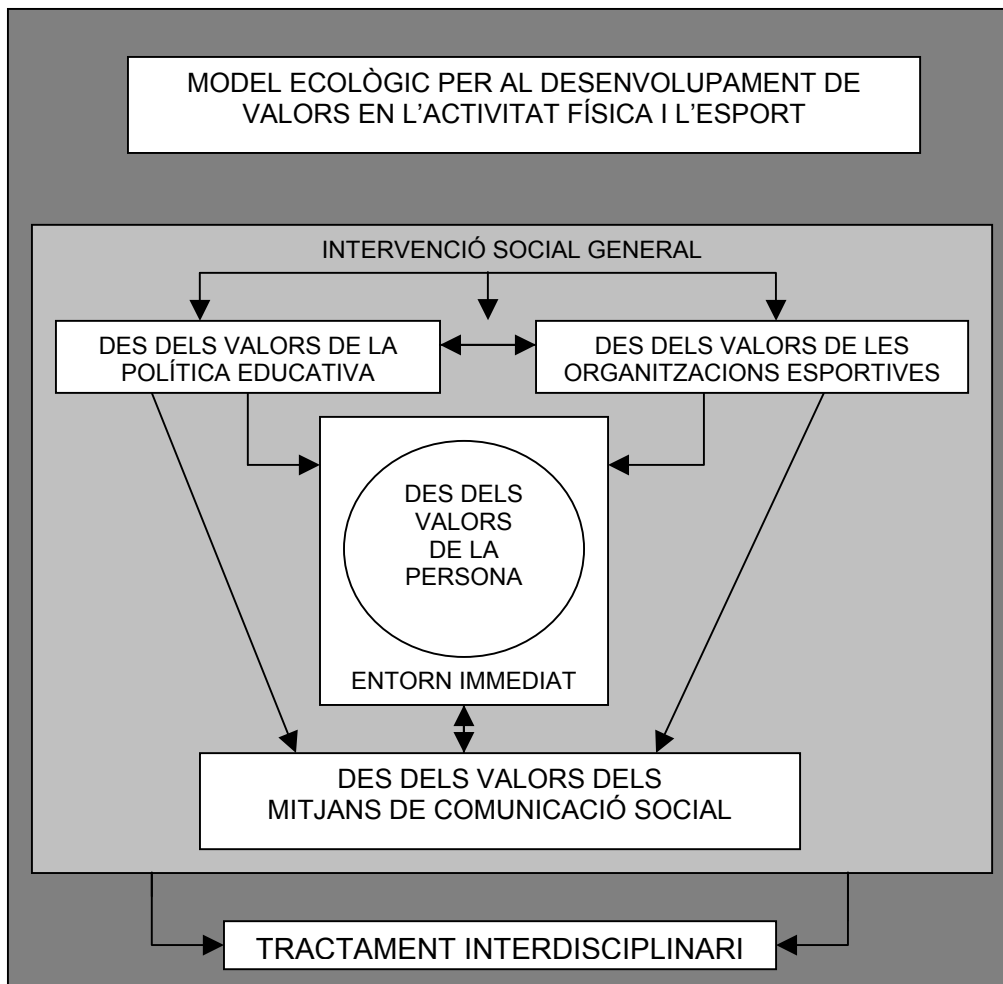 MODEL ECOLÒGIC PER AL DESENVOLUPAMENT DE
VALORS EN L'ACTIVITAT FÍSICA I L'ESPORT
INTERVENCIÓ SOCIAL GENERAL
DES DELS VALORS DE LA
POLÍTICA EDUCATIVA
DES DELS VALORS DE LES
ORGANITZACIONS ESPORTIVES
DES DELS
VALORS
DE LA
PERSONA
ENTORN IMMEDIAT
DES DELS VALORS DELS
MITJANS DE COMUNICACIÓ SOCIAL
TRACTAMENT INTERDISCIPLINARI